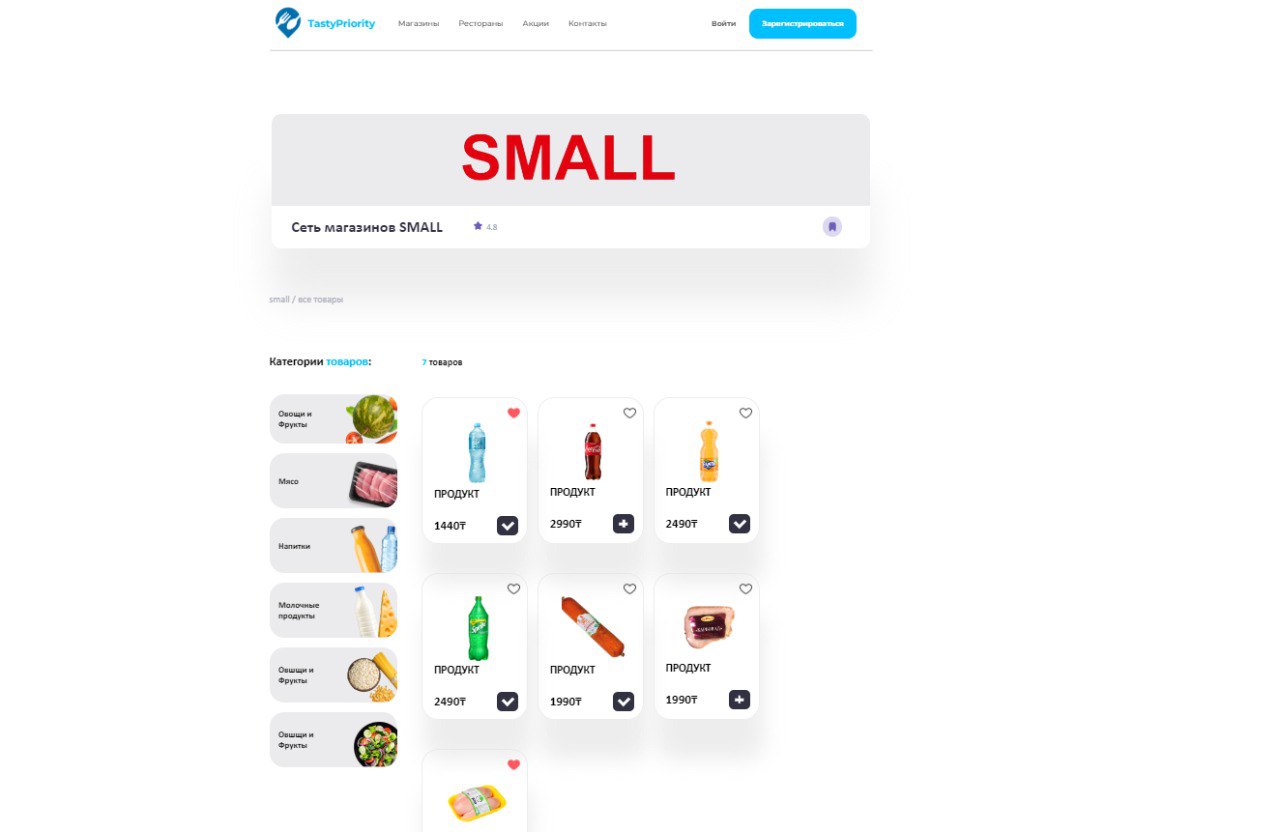 TastyPriority
Магазины
Рестораны
Акции
Контакты
Войти
Зарегистрироваться
SMALL
Сеть магазинов SMALL
4.8
small / все товары
Категории товаров:
7 товаров
Овощи и
Фрукты
Мясо
Напитки
Молочные
продукты
Овшщи и
Фрукты
Овшщи и
Фрукты
ПРОДУКТ
1440₸
ПРОДУКТ
2990₸
ПРОДУКТ
2490₸
ПРОДУКТ
2490₸
ПРОДУКТ
1990₸
ПРОДУКТ
1990₸